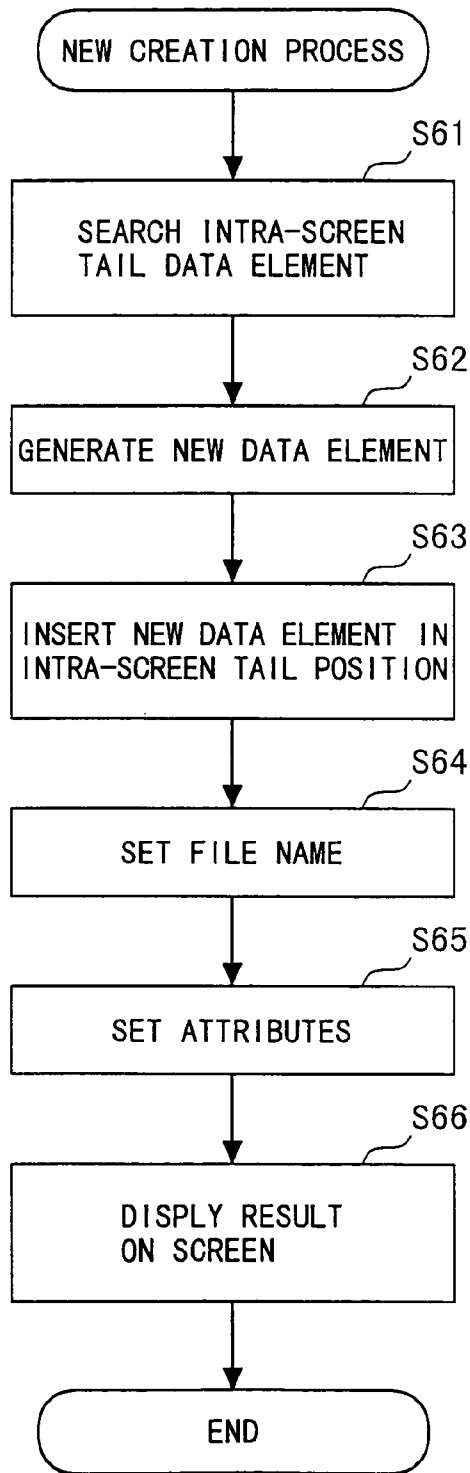 NEW CREATION PROCESS
S61
SEARCH INTRA-SCREEN
TAIL DATA ELEMENT
S62
GENERATE NEW DATA ELEMENT
S63
INSERT NEW DATA ELEMENT IN
INTRA-SCREEN TAIL POSITION
S64
SET FILE NAME
S65
SET ATTRIBUTES
S66
DISPLY RESULT
ON SCREEN
END